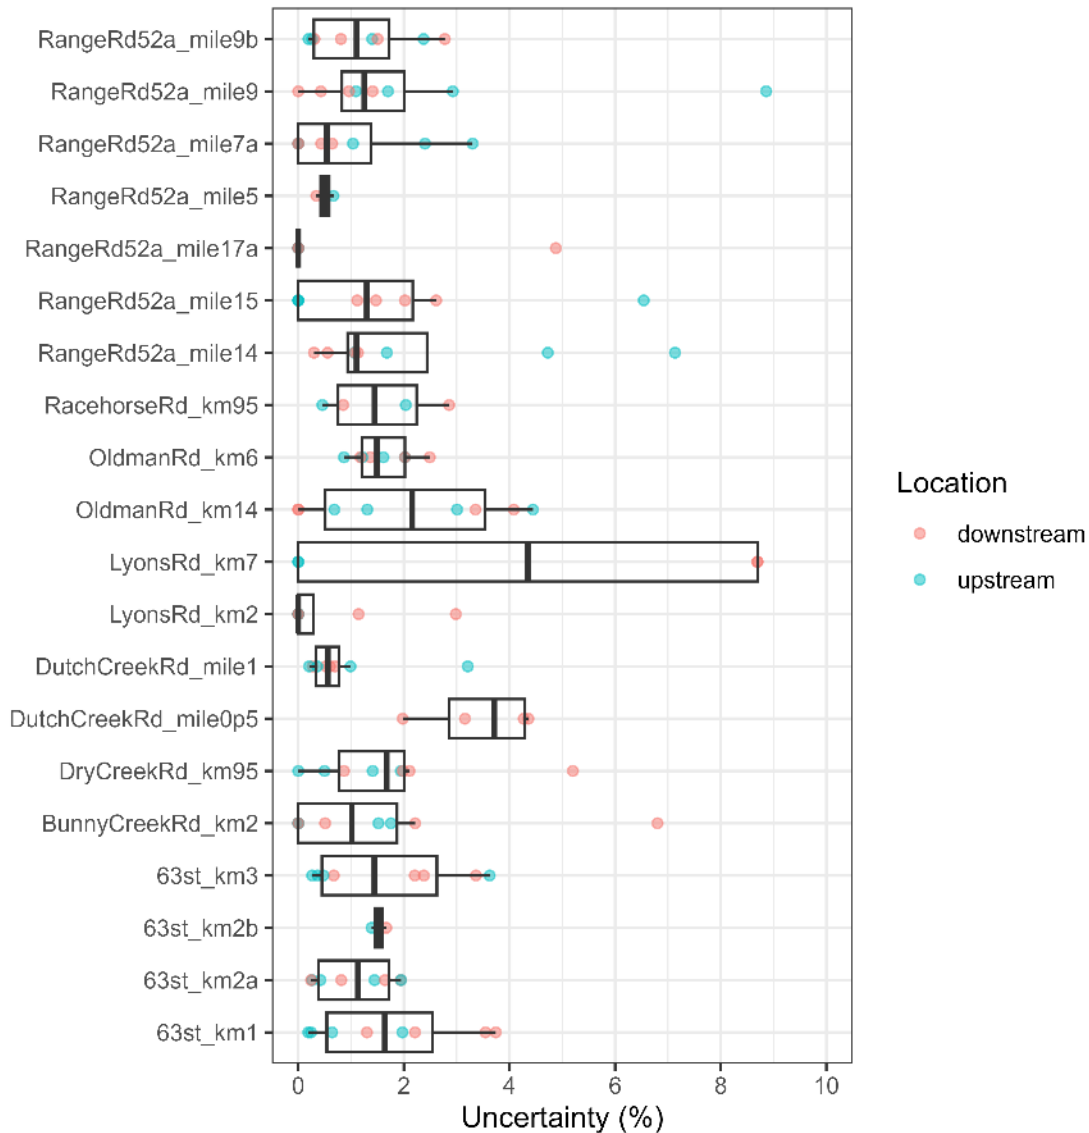 RangeRd52a_mile9b
RangeRd52a_mile9
RangeRd52a_mile7a
RangeRd52a_mile5
RangeRd52a_mile17a
RangeRd52a_mile15
RangeRd52a_mile14
RacehorseRd_km95
OldmanRd_km6
OldmanRd_km14
LyonsRd_km7
LyonsRd_km2
DutchCreekRd_mile1
DutchCreekRd_mile0p5
DryCreekRd_km95
BunnyCreekRd_km2
63st_km3
63st_km2b
63st_km2a
63st_km1
0 2 4 6 8 10
Uncertainty (%)
Location
downstream
upstream